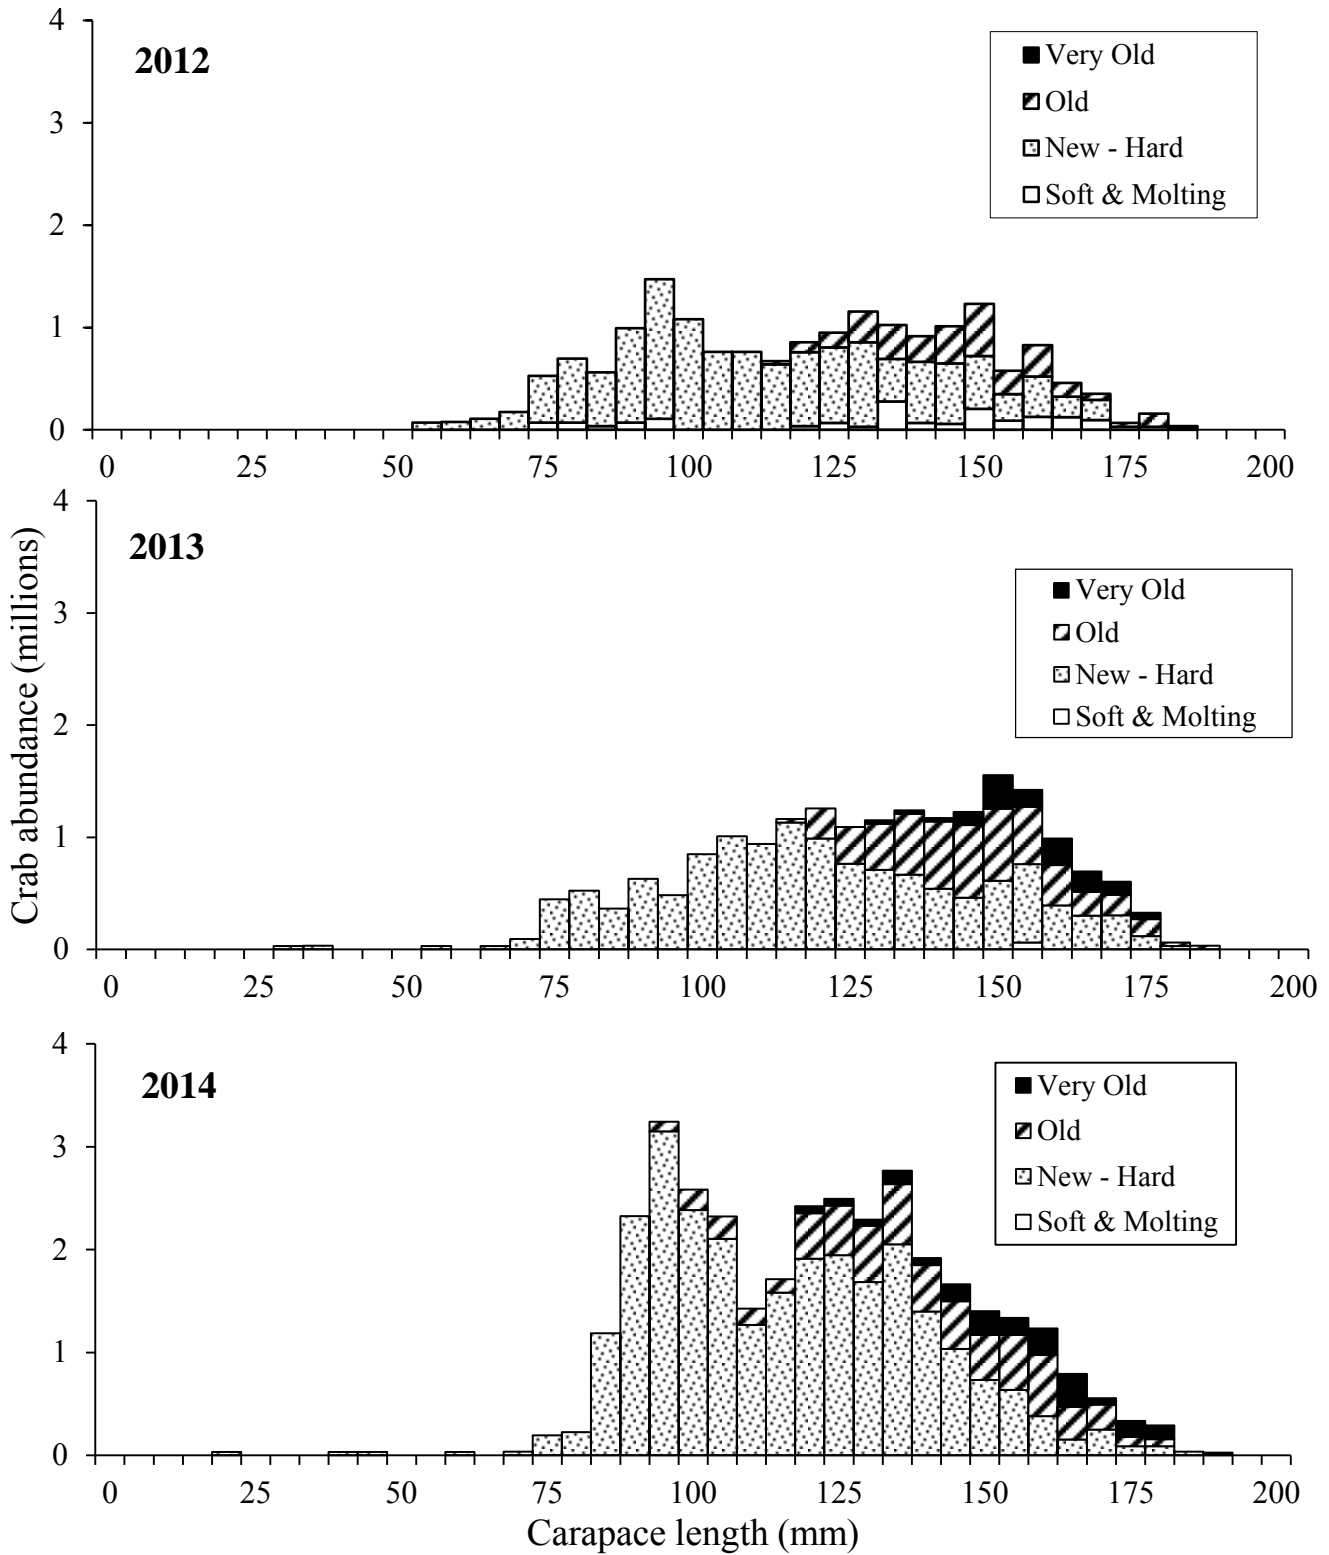 4
3
2
1
0
2012
Very Old
Old
New - Hard
Soft & Molting
0 25 50 75 100 125 150 175 200
Crab abundance (millions)
4
3
2
1
0
2013
Very Old
Old
New - Hard
Soft & Molting
0 25 50 75 100 125 150 175 200
4
3
2
1
0
2014
Very Old
Old
New - Hard
Soft & Molting
0 25 50 75 100 125 150 175 200
Carapace length (mm)